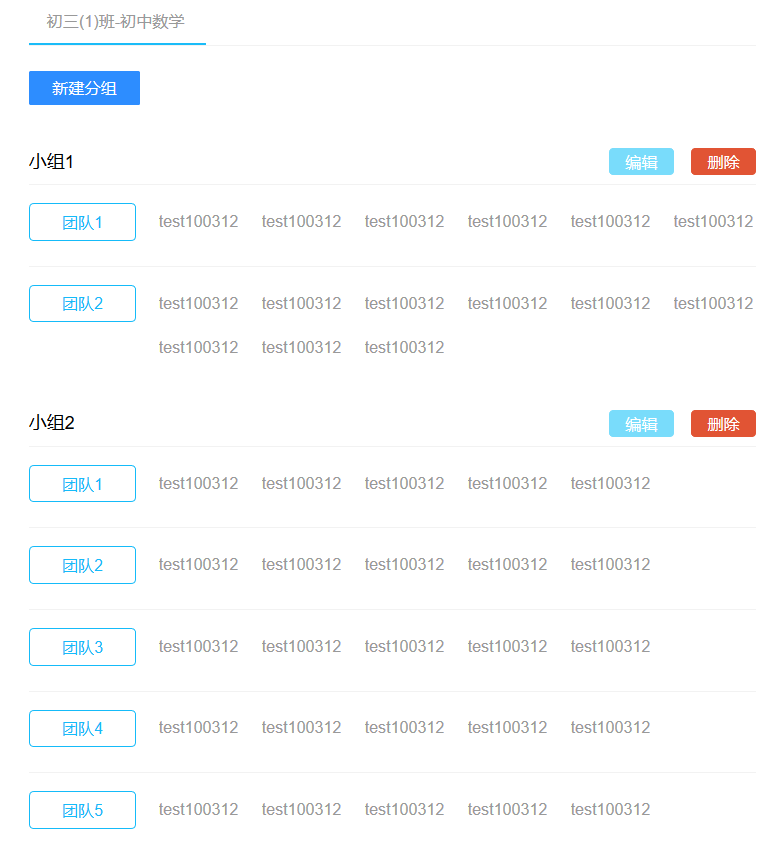 初三(1)班-初中数学
新建分组
小组1 编辑 删除
团队1 test100312 test100312 test100312 test100312 test100312 test100312
团队2 test100312 test100312 test100312 test100312 test100312 test100312
test100312 test100312 test100312
小组2 编辑 删除
团队1 test100312 test100312 test100312 test100312 test100312
团队2 test100312 test100312 test100312 test100312 test100312
团队3 test100312 test100312 test100312 test100312 test100312
团队4 test100312 test100312 test100312 test100312 test100312
团队5 test100312 test100312 test100312 test100312 test100312